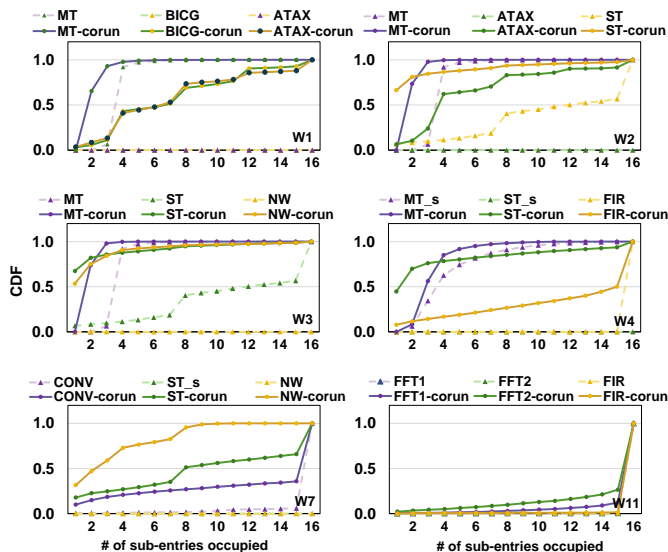 MT BICG ATAX
MT-corun BICG-corun ATAX-corun
1.0
0.5
0.0
W1
2 4 6 8 10 12 14 16
MT ATAX ST
MT-corun ATAX-corun ST-corun
1.0
0.5
0.0
W2
2 4 6 8 10 12 14 16
MT ST NW
MT-corun ST-corun NW-corun
CDF
1.0
0.5
0.0
W3
2 4 6 8 10 12 14 16
MT_s ST_s FIR
MT-corun ST-corun FIR-corun
1.0
0.5
0.0
W4
2 4 6 8 10 12 14 16
CONV ST_s NW
CONV-corun ST-corun NW-corun
1.0
0.5
0.0
W7
2 4 6 8 10 12 14 16
# of sub-entries occupied
FFT1 FFT2 FIR
FFT1-corun FFT2-corun FIR-corun
1.0
0.5
0.0
W11
2 4 6 8 10 12 14 16
# of sub-entries occupied